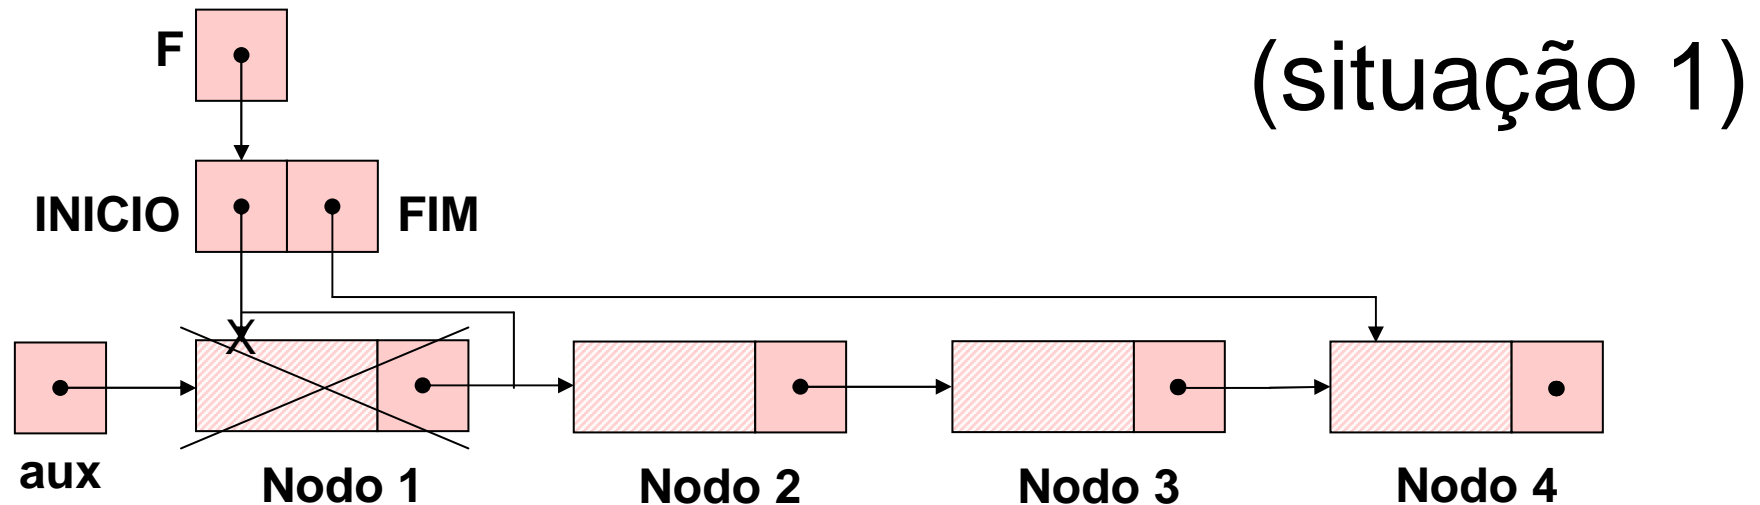 F
(situação 1)
INICIO
FIM
X
aux
Nodo 1
Nodo 2
Nodo 3
Nodo 4